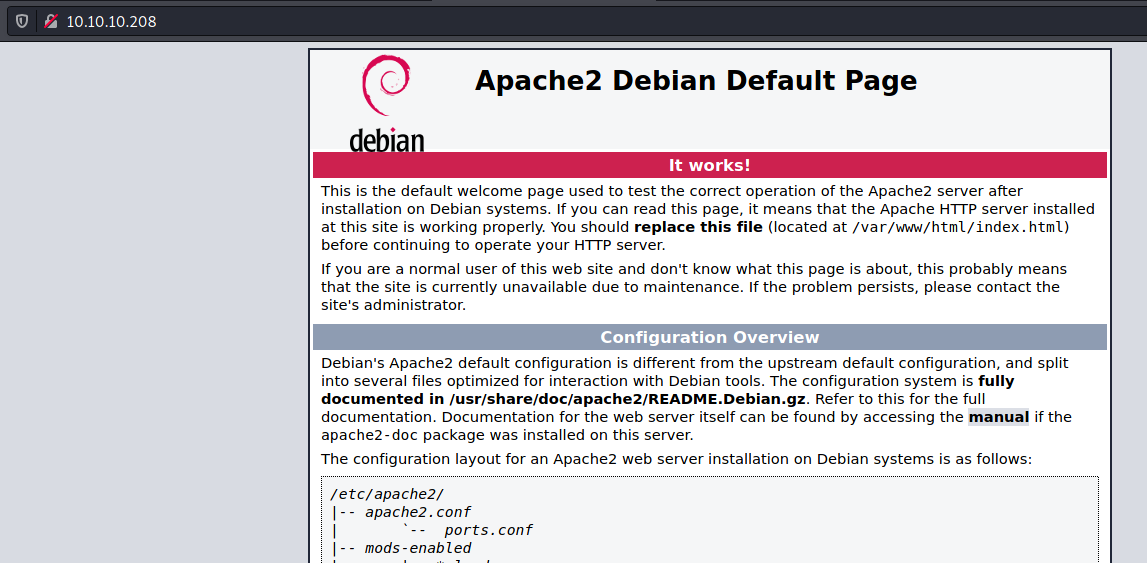 10.10.10.208
debian
Apache2 Debian Default Page
It works!
This is the default welcome page used to test the correct operation of the Apache2 server after
installation on Debian systems. If you can read this page, it means that the Apache HTTP server installed
at this site is working properly. You should replace this file (located at /var/www/html/index.html)
before continuing to operate your HTTP server.
If you are a normal user of this web site and don't know what this page is about, this probably means
that the site is currently unavailable due to maintenance. If the problem persists, please contact the
site's administrator.
Configuration Overview
Debian's Apache2 default configuration is different from the upstream default configuration, and split
into several files optimized for interaction with Debian tools. The configuration system is fully
documented in /usr/share/doc/apache2/README.Debian.gz. Refer to this for the full
documentation. Documentation for the web server itself can be found by accessing the manual if the
apache2-doc package was installed on this server.
The configuration layout for an Apache2 web server installation on Debian systems is as follows:
/etc/apache2/
|-- apache2.conf
|       `--  ports.conf
|-- mods-enabled